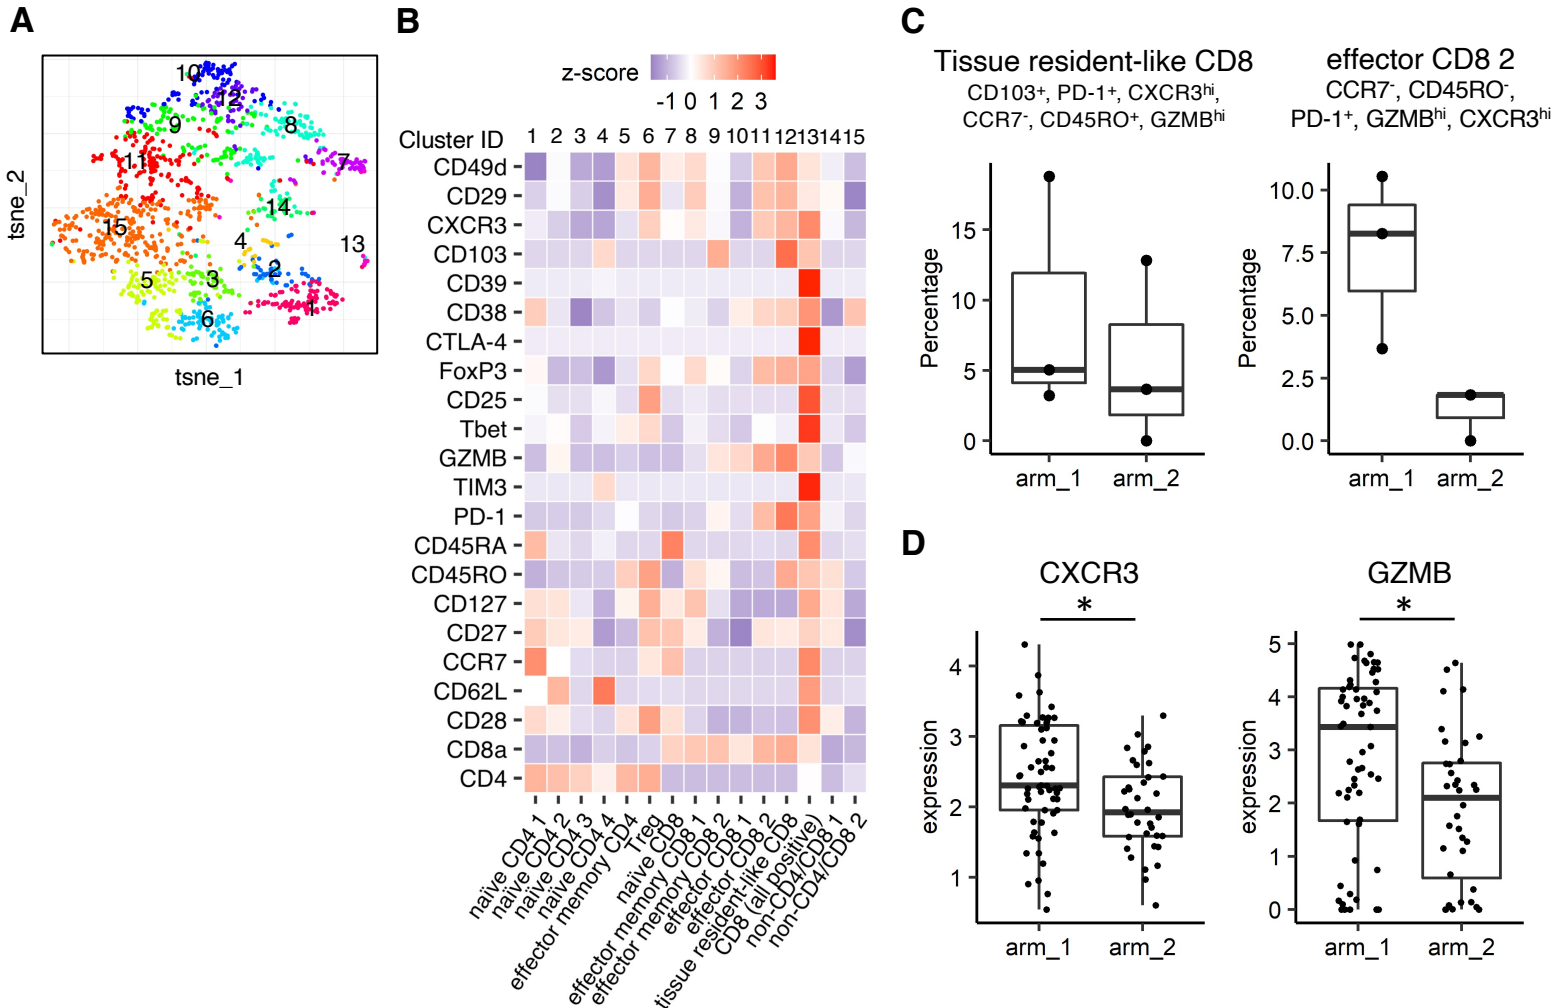 A
10
12
9
8
11
7
14
15
4
13
5
3
2
6
1
tsne_2
tsne_1
B
z-score
-1 0 1 2 3
Cluster ID 1 2 3 4 5 6 7 8 9 10 11 12 13 14 15
CD49d
CD29
CXCR3
CD103
CD39
CD38
CTLA-4
FoxP3
CD25
Tbet
GZMB
TIM3
PD-1
CD45RA
CD45RO
CD127
CD27
CCR7
CD62L
CD28
CD8a
CD4
naïve CD4 1
naïve CD4 2
naïve CD4 3
naïve CD4 4
effector memory CD4
Treg
naïve CD8
effector memory CD8 1
effector memory CD8 2
effector CD8 1
effector CD8 2
tissue resident-like CD8
CD8 (all positive)
non-CD4/CD8 1
non-CD4/CD8 2
C
Tissue resident-like CD8
CD103⁺, PD-1⁺, CXCR3ʰⁱ,
CCR7⁻, CD45RO⁺, GZMBʰⁱ
Percentage
15
10
5
0
arm_1 arm_2
effector CD8 2
CCR7⁻, CD45RO⁻,
PD-1⁺, GZMBʰⁱ, CXCR3ʰⁱ
Percentage
10.0
7.5
5.0
2.5
0.0
arm_1 arm_2
D
CXCR3
*
expression
4
3
2
1
arm_1 arm_2
GZMB
*
expression
5
4
3
2
1
0
arm_1 arm_2